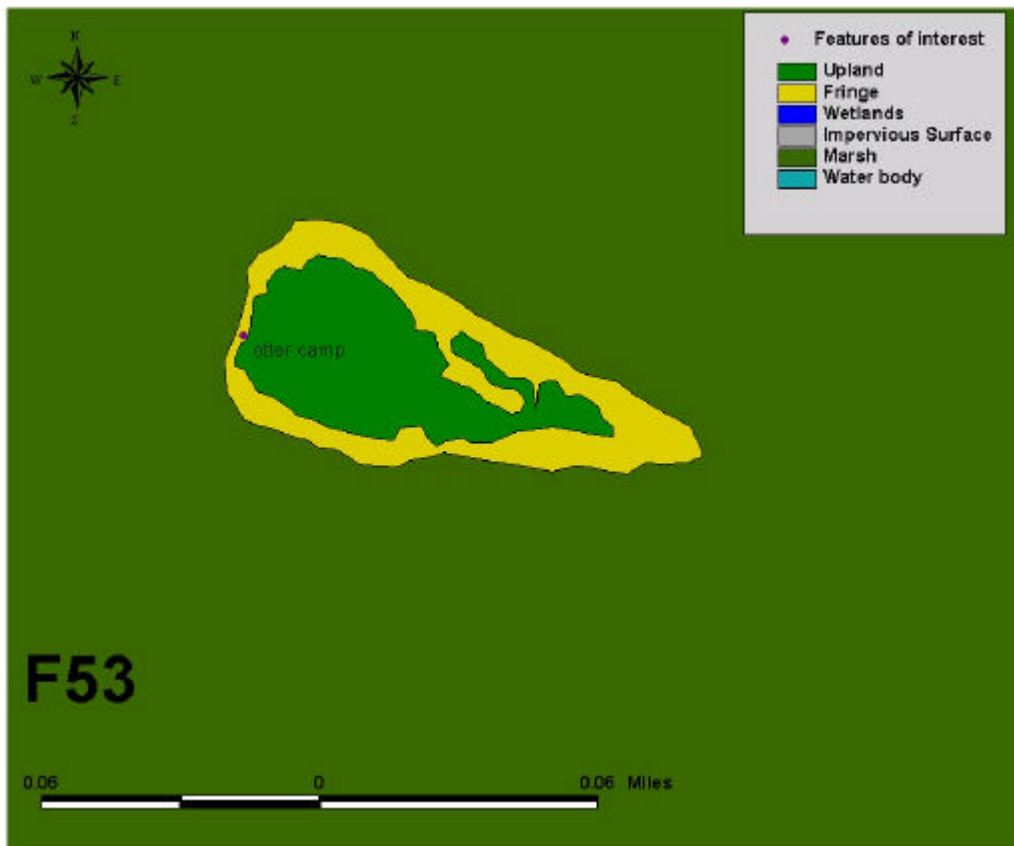 N
W E
S
Features of interest
Upland
Fringe
Wetlands
Impervious Surface
Marsh
Water body
otter camp
F53
0.06 0 0.06 Miles